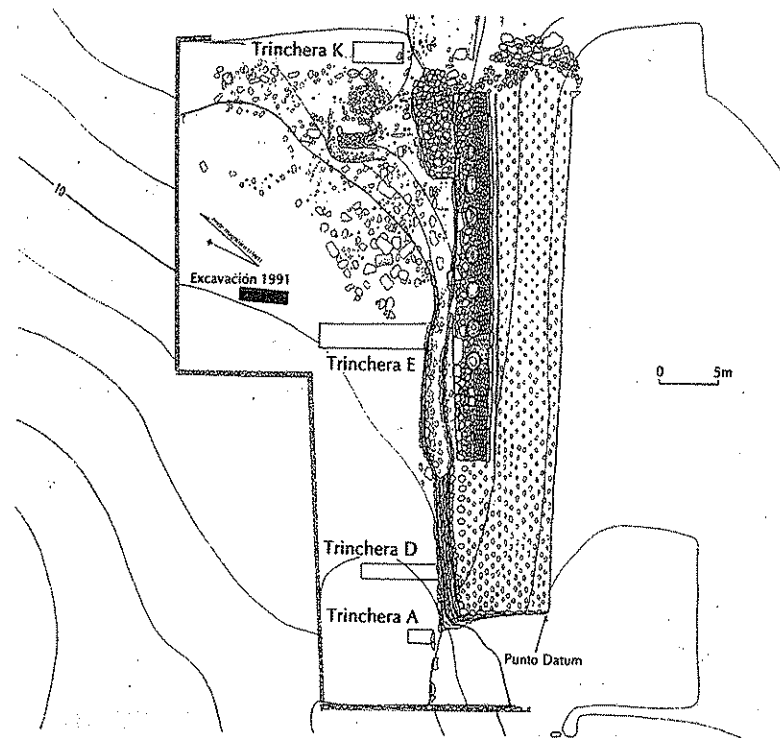 Trinchera K
10
Excavación 1991
Trinchera E
0 5m
Trinchera D
Trinchera A
Punto Datum